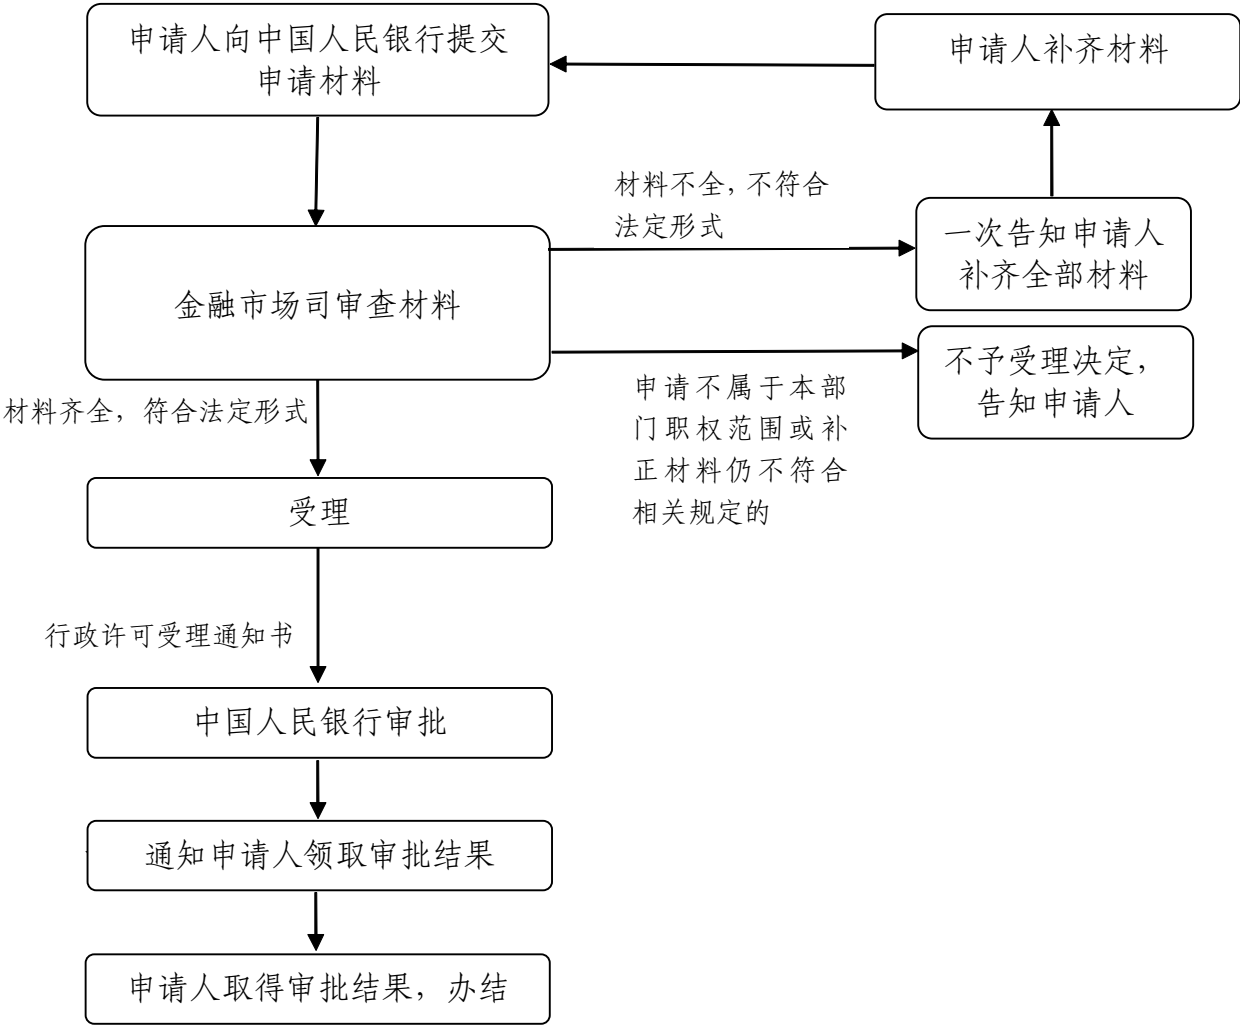 申请人向中国人民银行提交
申请材料
申请人补齐材料
材料不全，不符合
法定形式
一次告知申请人
补齐全部材料
金融市场司审查材料
不予受理决定，
告知申请人
申请不属于本部
门职权范围或补
正材料仍不符合
相关规定的
材料齐全，符合法定形式
受理
行政许可受理通知书
中国人民银行审批
通知申请人领取审批结果
申请人取得审批结果，办结